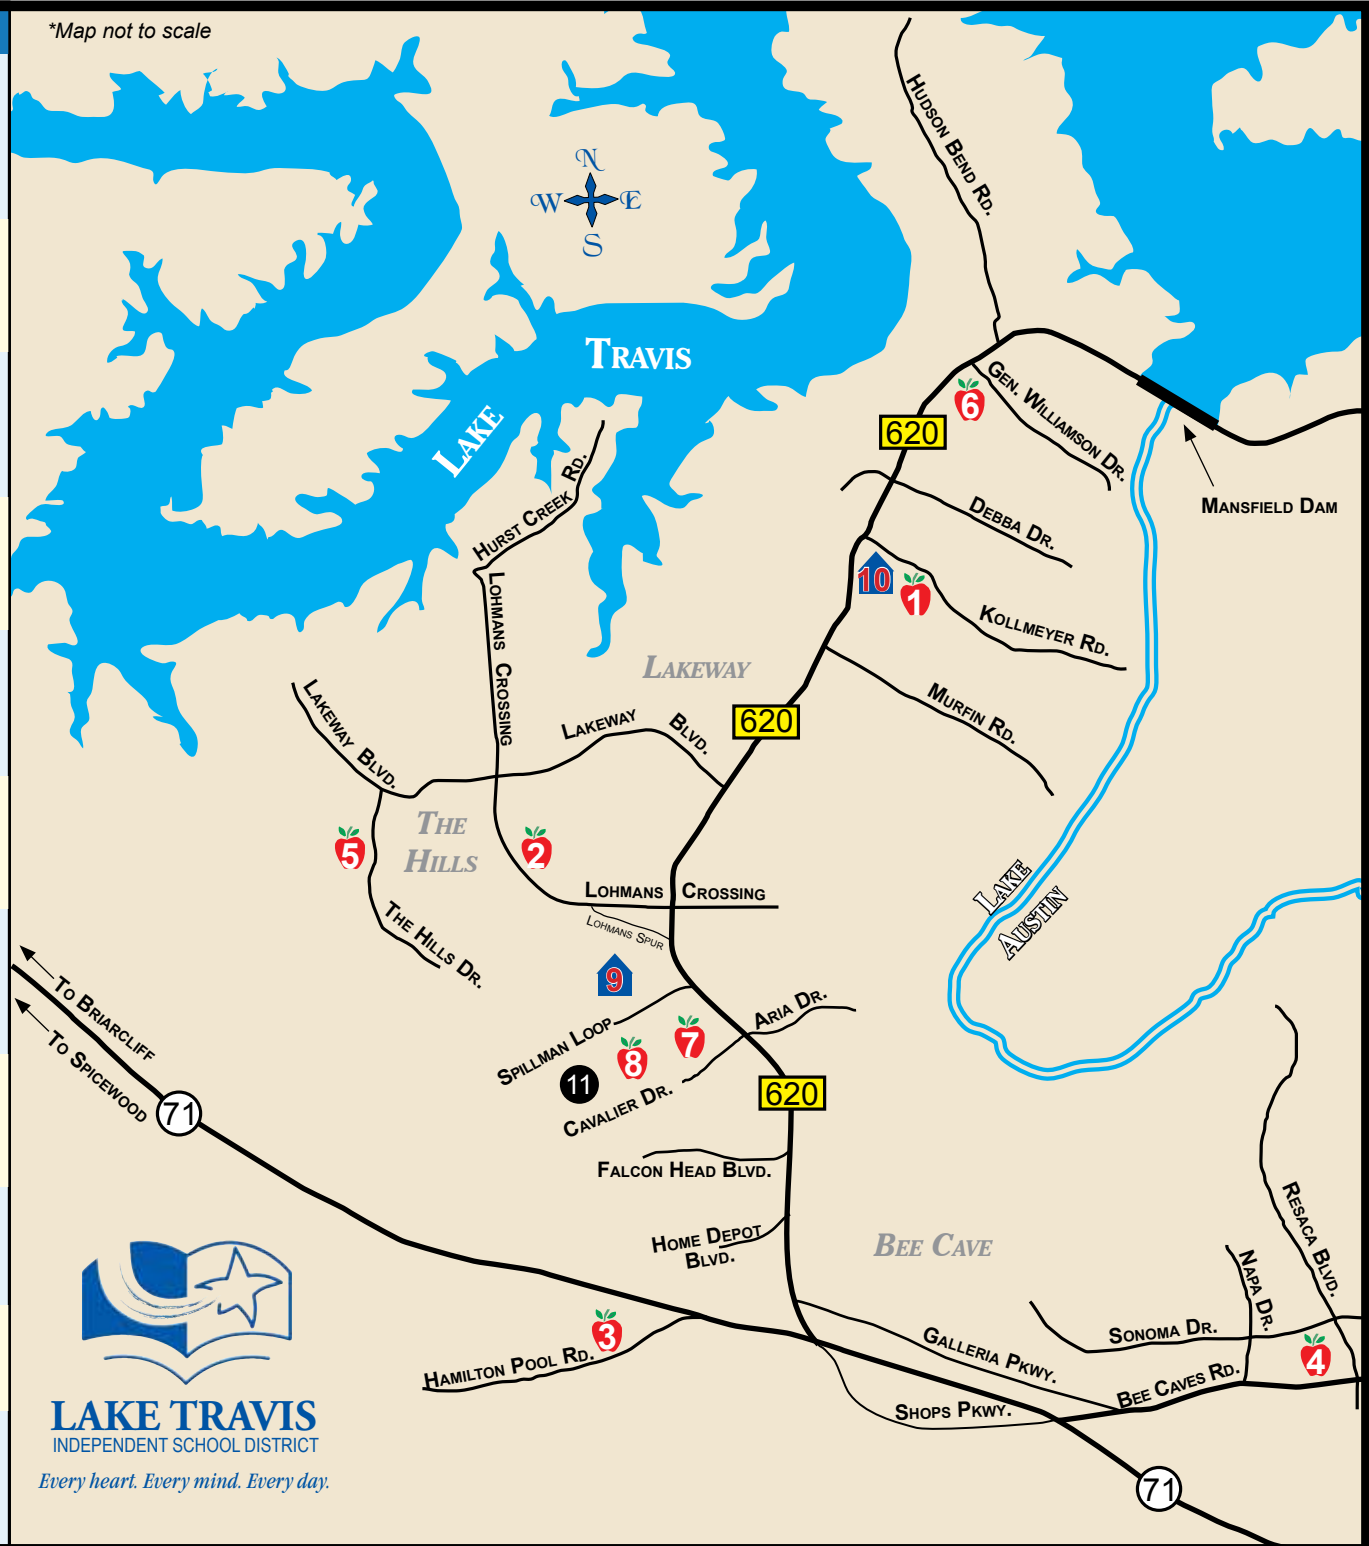 *Map not to scale
HUDSON BEND RD.
N
W E
S
TRAVIS
LAKE
6
GEN. WILLIAMSON DR.
620
HURST CREEK RD.
DEBBA DR.
MANSFIELD DAM
10
1
LOHMANS CROSSING
KOLLMEYER RD.
LAKEWAY
LAKEWAY BLVD.
MURFIN RD.
620
LAKEWAY BLVD.
5
THE
HILLS
2
LOHMANS CROSSING
LOHMANS SPUR
LAKE
AUSTIN
THE HILLS DR.
9
TO BRIARCLIFF
TO SPICEWOOD
ARIA DR.
SPILLMAN LOOP
7
8
11
CAVALIER DR.
620
71
FALCON HEAD BLVD.
HOME DEPOT
BLVD.
BEE CAVE
RESACA BLVD.
NAPA DR.
3
HAMILTON POOL RD.
GALLERIA PKWY.
SONOMA DR.
4
BEE CAVES RD.
SHOPS PKWY.
71
LAKE TRAVIS
INDEPENDENT SCHOOL DISTRICT
Every heart. Every mind. Every day.